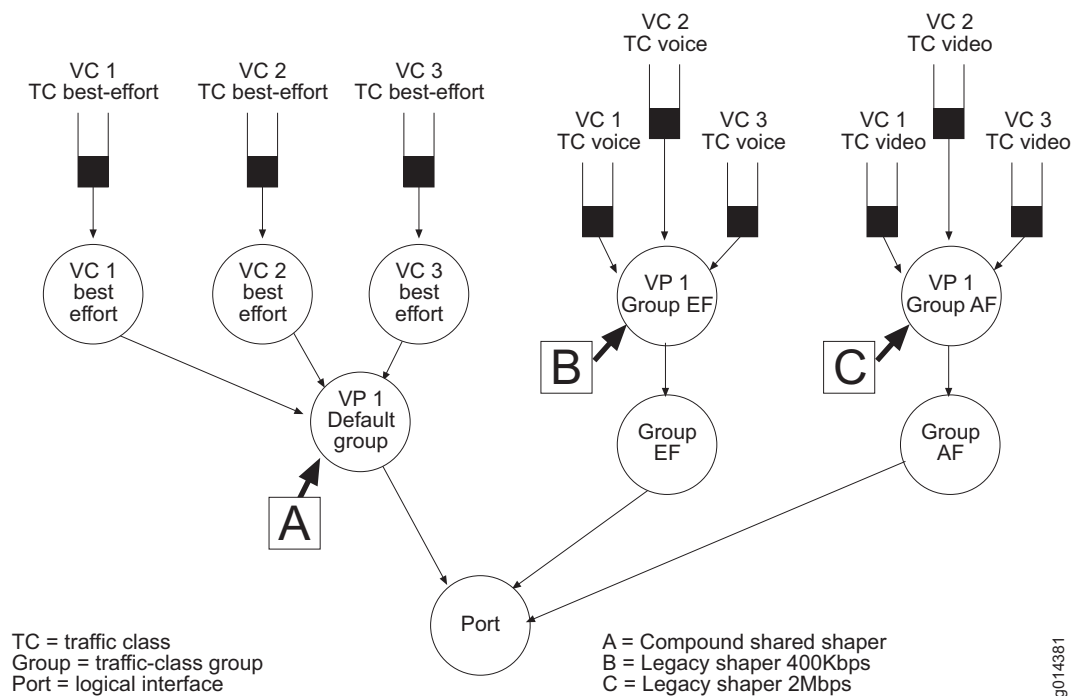 VC 2
TC voice
VC 2
TC video
VC 1
TC best-effort
VC 2
TC best-effort
VC 3
TC best-effort
VC 1
TC voice
VC 3
TC voice
VC 1
TC video
VC 3
TC video
VC 1
best
effort
VC 2
best
effort
VC 3
best
effort
VP 1
Group EF
VP 1
Group AF
B
C
VP 1
Default
group
Group
EF
Group
AF
A
Port
TC = traffic class
Group = traffic-class group
Port = logical interface
A = Compound shared shaper
B = Legacy shaper 400Kbps
C = Legacy shaper 2Mbps
g014381